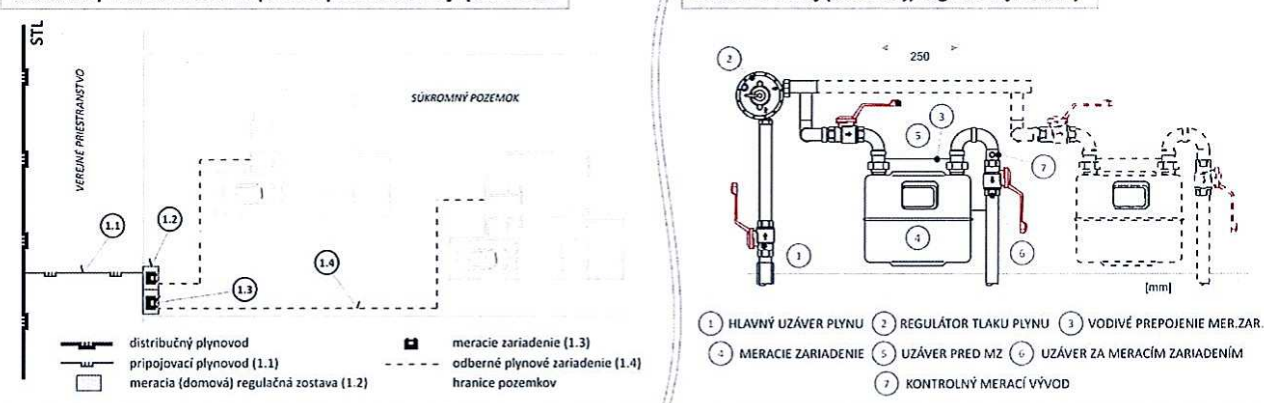 STL
VEREJNÉ PRIESTRANSTVO
SÚKROMNÝ POZEMOK
1.1
1.2
1.3
1.4
distribučný plynovod
pripojovací plynovod (1.1)
meracia (domová) regulačná zostava (1.2)
meracie zariadenie (1.3)
odberné plynové zariadenie (1.4)
hranice pozemkov
250
2
5
3
7
4
1
6
[mm]
1 HLAVNÝ UZÁVER PLYNU 2 REGULÁTOR TLAKU PLYNU 3 VODIVÉ PREPOJENIE MER.ZAR.
4 MERACIE ZARIADENIE 5 UZÁVER PRED MZ 6 UZÁVER ZA MERACÍM ZARIADENÍM
7 KONTROLNÝ MERACÍ VÝVOD